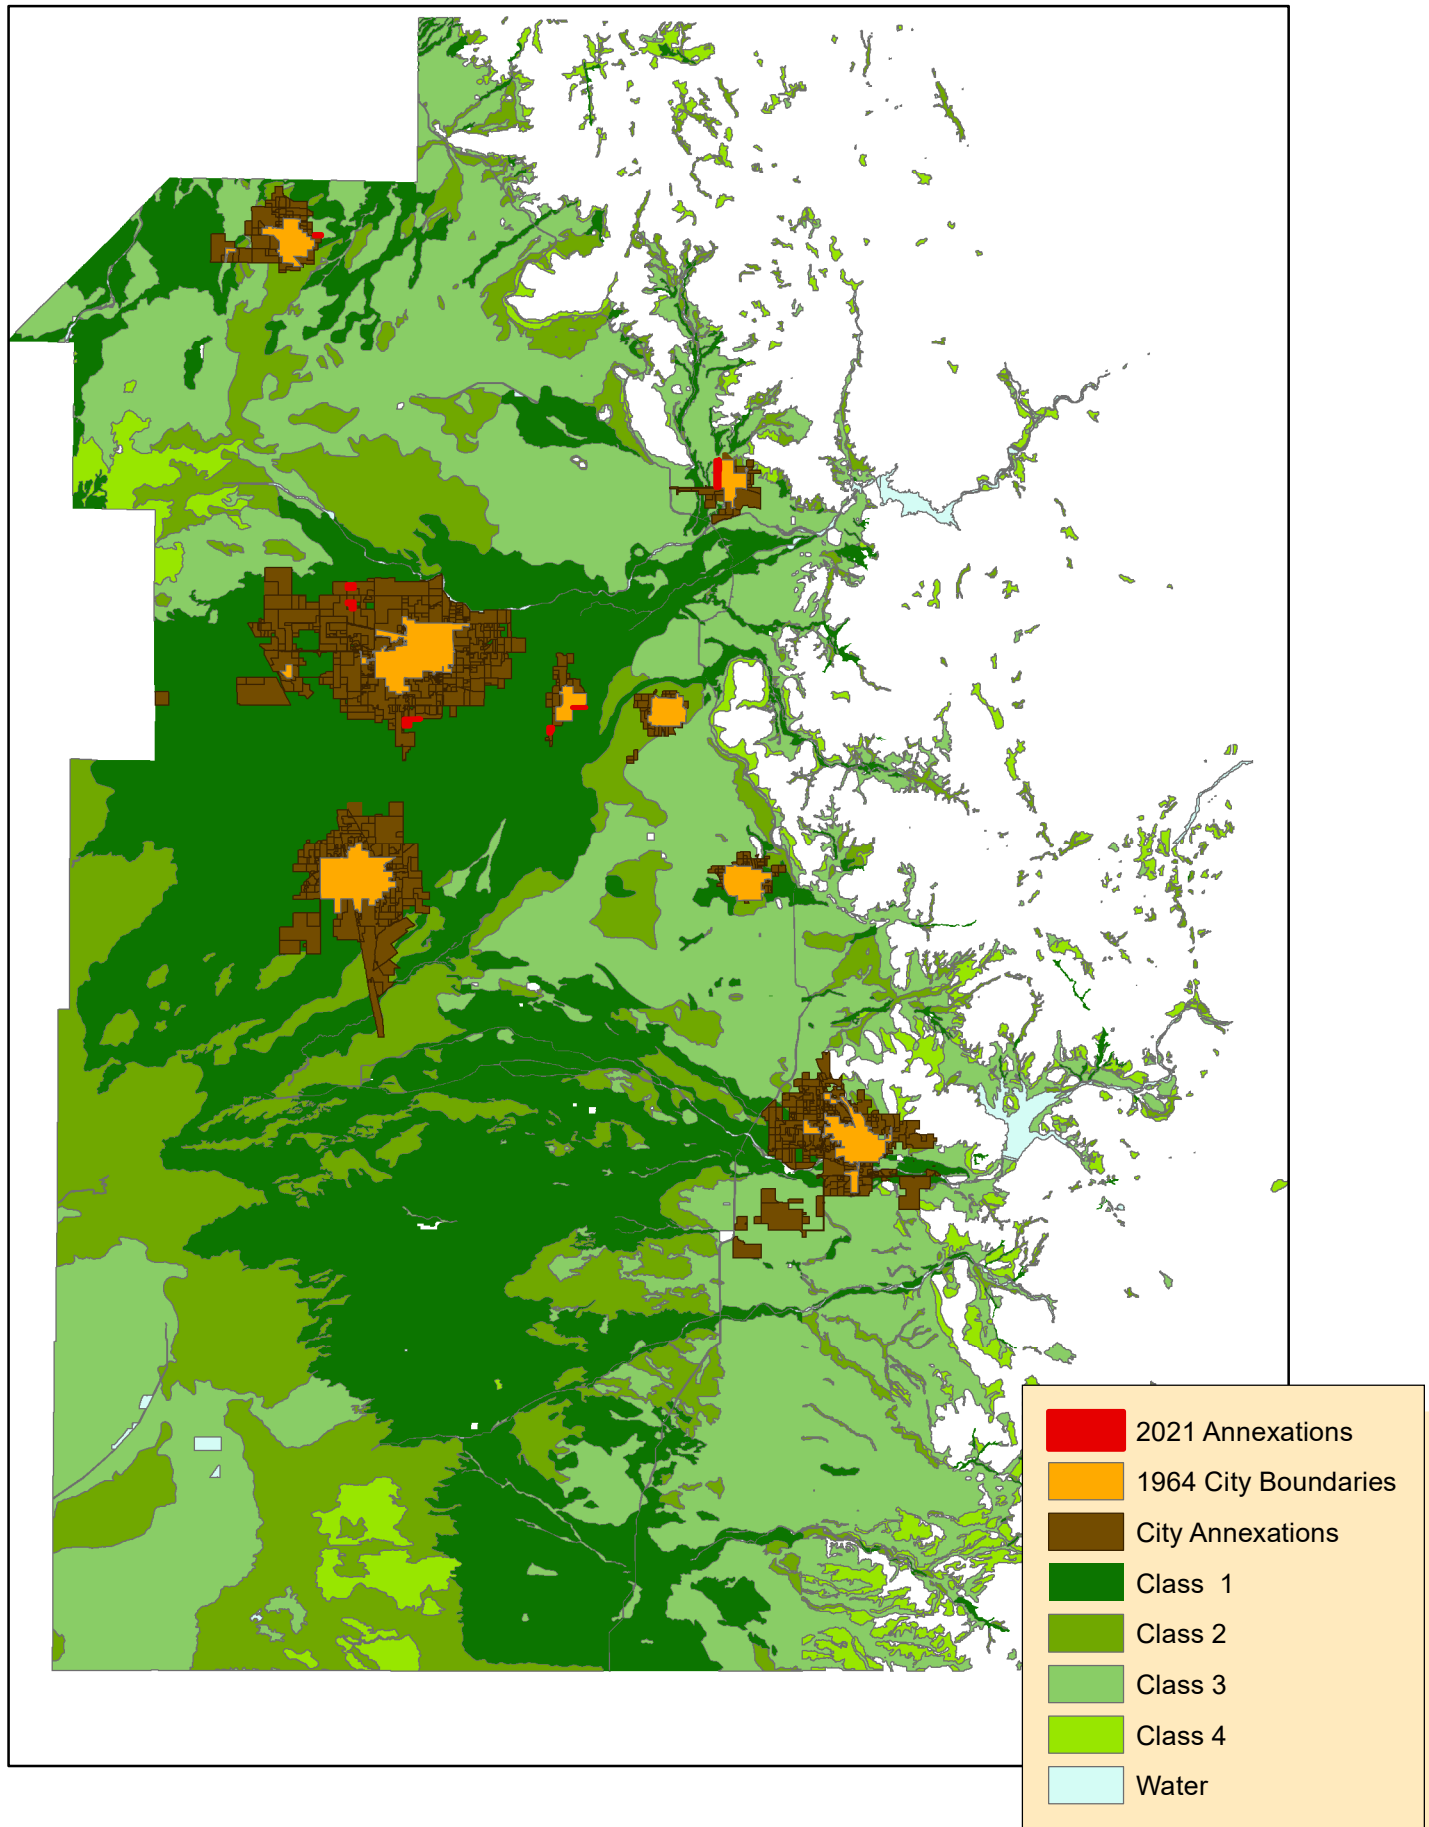 2021 Annexations
1964 City Boundaries
City Annexations
Class  1
Class 2
Class 3
Class 4
Water